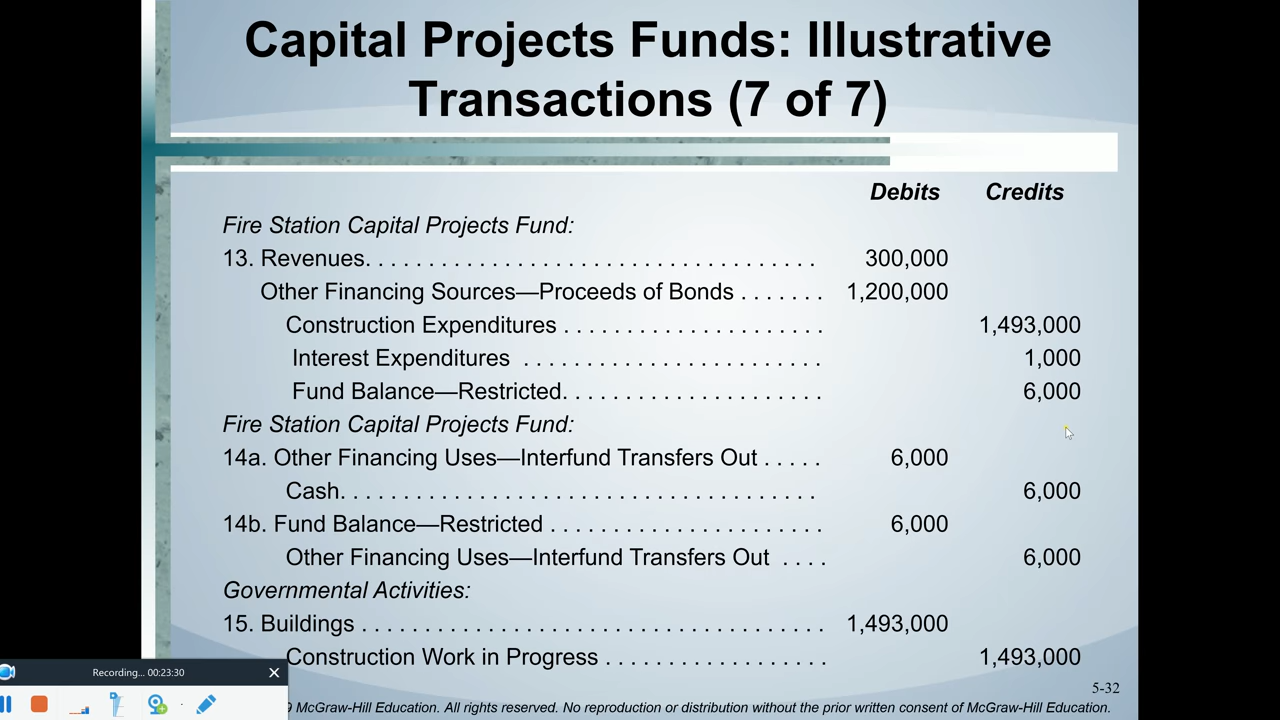 Capital Projects Funds: Illustrative
Transactions (7 of 7)
Debits Credits
Fire Station Capital Projects Fund:
13. Revenues. . . . . . . . . . . . . . . . . . . . . . . . . . . . . . . . . . . . 300,000
Other Financing Sources—Proceeds of Bonds . . . . . . . 1,200,000
Construction Expenditures . . . . . . . . . . . . . . . . . . . . . 1,493,000
Interest Expenditures . . . . . . . . . . . . . . . . . . . . . . . . 1,000
Fund Balance—Restricted. . . . . . . . . . . . . . . . . . . . . 6,000
Fire Station Capital Projects Fund:
14a. Other Financing Uses—Interfund Transfers Out . . . . . 6,000
Cash. . . . . . . . . . . . . . . . . . . . . . . . . . . . . . . . . . . . . . 6,000
14b. Fund Balance—Restricted . . . . . . . . . . . . . . . . . . . . . . 6,000
Other Financing Uses—Interfund Transfers Out . . . . 6,000
Governmental Activities:
15. Buildings . . . . . . . . . . . . . . . . . . . . . . . . . . . . . . . . . . . . . 1,493,000
Construction Work in Progress . . . . . . . . . . . . . . . . . . 1,493,000
Recording... 00:23:30
5-32
McGraw-Hill Education. All rights reserved. No reproduction or distribution without the prior written consent of McGraw-Hill Education.